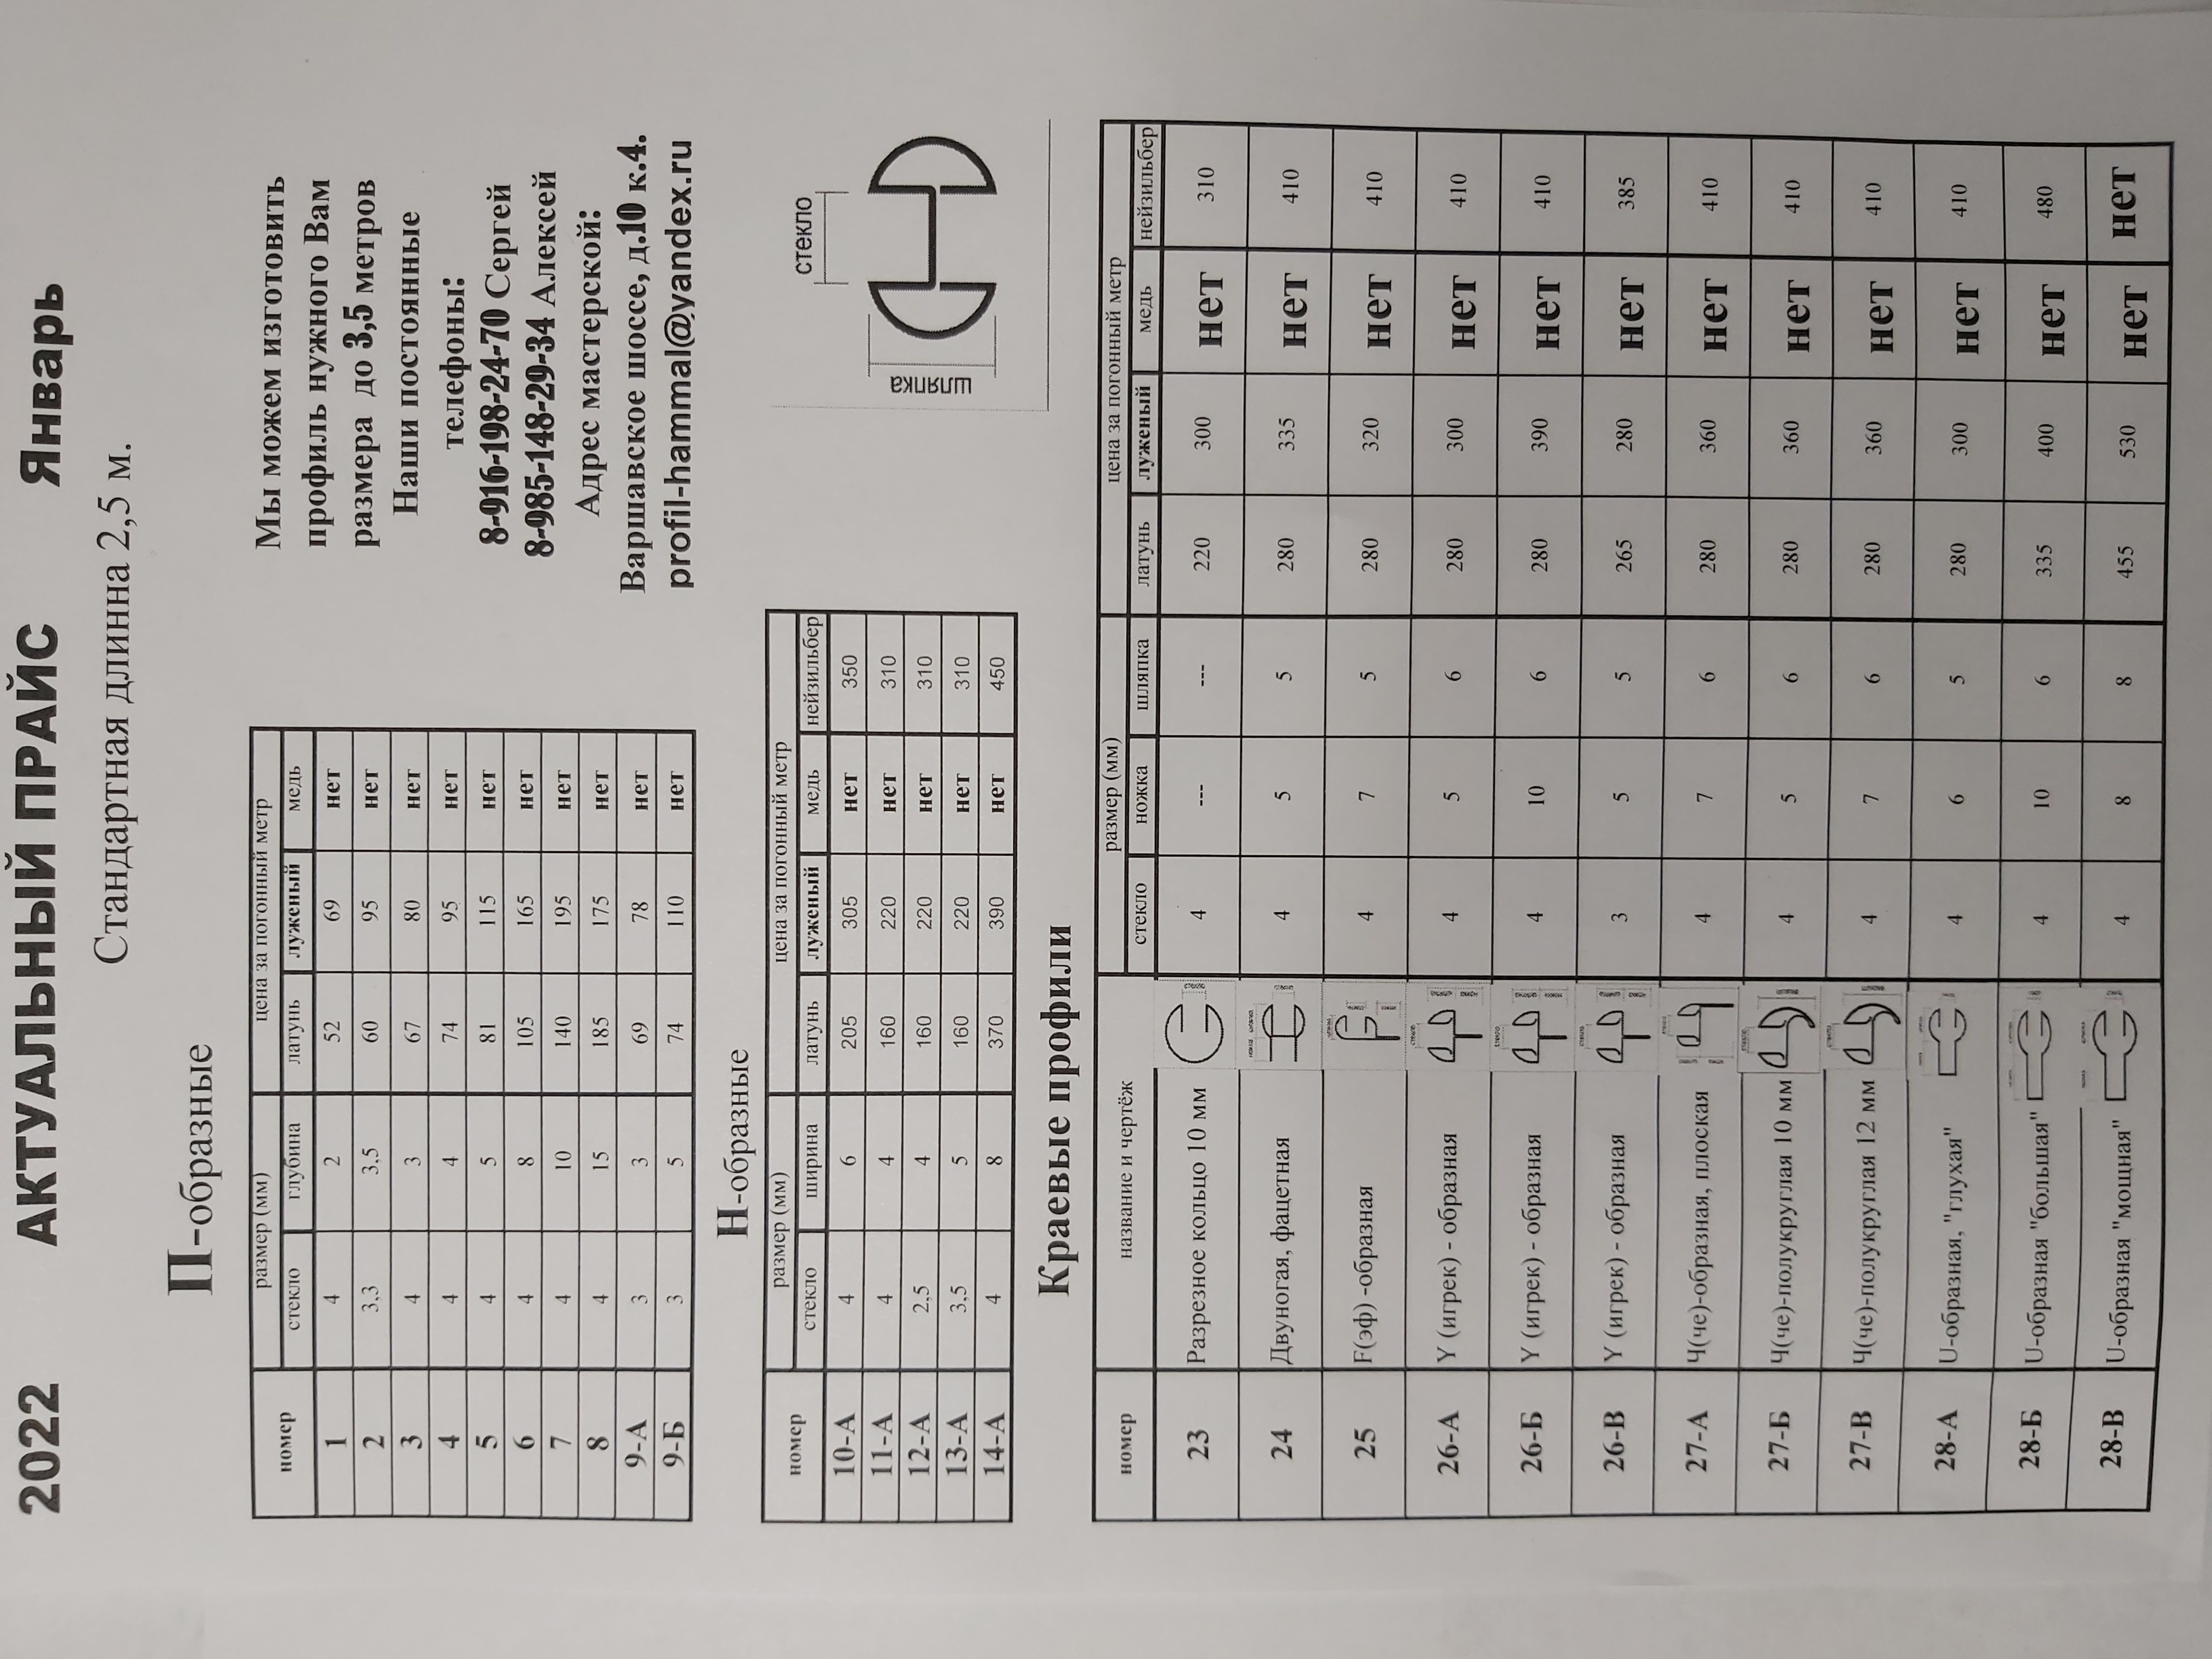 2022 АКТУАЛЬНЫЙ ПРАЙС Январь
Стандартная длинна 2,5 м.
П-образные
номер размер (мм) цена за погонный метр
стекло глубина латунь луженый медь
1 4 2 52 69 нет
2 3,3 3,5 60 95 нет
3 4 3 67 80 нет
4 4 4 74 95 нет
5 4 5 81 115 нет
6 4 8 105 165 нет
7 4 10 140 195 нет
8 4 15 185 175 нет
9-А 3 3 69 78 нет
9-Б 3 5 74 110 нет
Мы можем изготовить
профиль нужного Вам
размера до 3,5 метров
Наши постоянные
телефоны:
8-916-198-24-70 Сергей
8-985-148-29-34 Алексей
Адрес мастерской:
Варшавское шоссе, д.10 к.4.
profil-hammal@yandex.ru
Н-образные
номер размер (мм) цена за погонный метр
стекло ширина латунь луженый медь нейзильбер
10-А 4 6 205 305 нет 350
11-А 4 4 160 220 нет 310
12-А 2,5 4 160 220 нет 310
13-А 3,5 5 160 220 нет 310
14-А 4 8 370 390 нет 450
стекло
шляпка
Краевые профили
номер название и чертёж размер (мм) цена за погонный метр
стекло ножка шляпка латунь луженый медь нейзильбер
23 Разрезное кольцо 10 мм стекло 4 --- --- 220 300 нет 310
ножка шляпка
24 Двуногая, фацетная стекло 4 5 5 280 335 нет 410
25 F(эф) -образная 4 7 5 280 320 нет 410
стекло
26-А Y (игрек) - образная 4 5 6 280 300 нет 410
стекло
26-Б Y (игрек) - образная 4 10 6 280 390 нет 410
стекло
26-В Y (игрек) - образная 3 5 5 265 280 нет 385
27-А Ч(че)-образная, плоская 4 7 6 280 360 нет 410
стекло
27-Б Ч(че)-полукруглая 10 мм 4 5 6 280 360 нет 410
стекло
27-В Ч(че)-полукруглая 12 мм 4 7 6 280 360 нет 410
28-А U-образная, "глухая" 4 6 5 280 300 нет 410
28-Б U-образная "большая" 4 10 6 335 400 нет 480
28-В U-образная "мощная" 4 8 8 455 530 нет нет